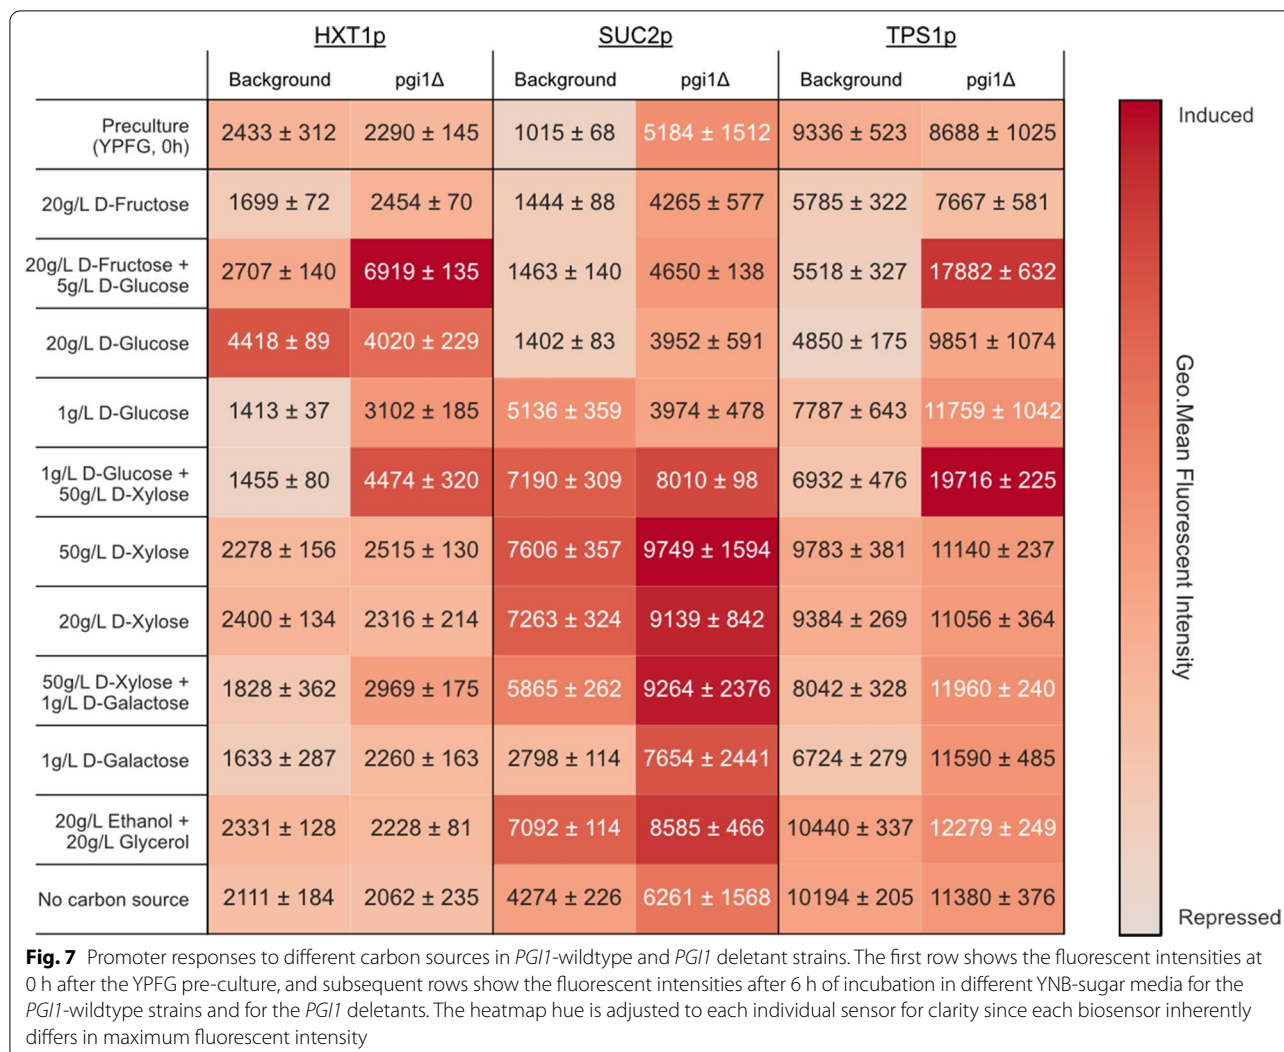 HXT1p SUC2p TPS1p
Background pgi1Δ Background pgi1Δ Background pgi1Δ
Preculture
(YPFG, 0h) 2433 ± 312 2290 ± 145 1015 ± 68 5184 ± 1512 9336 ± 523 8688 ± 1025
20g/L D-Fructose 1699 ± 72 2454 ± 70 1444 ± 88 4265 ± 577 5785 ± 322 7667 ± 581
20g/L D-Fructose +
5g/L D-Glucose 2707 ± 140 6919 ± 135 1463 ± 140 4650 ± 138 5518 ± 327 17882 ± 632
20g/L D-Glucose 4418 ± 89 4020 ± 229 1402 ± 83 3952 ± 591 4850 ± 175 9851 ± 1074
1g/L D-Glucose 1413 ± 37 3102 ± 185 5136 ± 359 3974 ± 478 7787 ± 643 11759 ± 1042
1g/L D-Glucose +
50g/L D-Xylose 1455 ± 80 4474 ± 320 7190 ± 309 8010 ± 98 6932 ± 476 19716 ± 225
50g/L D-Xylose 2278 ± 156 2515 ± 130 7606 ± 357 9749 ± 1594 9783 ± 381 11140 ± 237
20g/L D-Xylose 2400 ± 134 2316 ± 214 7263 ± 324 9139 ± 842 9384 ± 269 11056 ± 364
50g/L D-Xylose +
1g/L D-Galactose 1828 ± 362 2969 ± 175 5865 ± 262 9264 ± 2376 8042 ± 328 11960 ± 240
1g/L D-Galactose 1633 ± 287 2260 ± 163 2798 ± 114 7654 ± 2441 6724 ± 279 11590 ± 485
20g/L Ethanol +
20g/L Glycerol 2331 ± 128 2228 ± 81 7092 ± 114 8585 ± 466 10440 ± 337 12279 ± 249
No carbon source 2111 ± 184 2062 ± 235 4274 ± 226 6261 ± 1568 10194 ± 205 11380 ± 376
Induced
Geo.Mean Fluorescent Intensity
Repressed
Fig. 7 Promoter responses to different carbon sources in PGI1-wildtype and PGI1 deletant strains. The first row shows the fluorescent intensities at
0 h after the YPFG pre-culture, and subsequent rows show the fluorescent intensities after 6 h of incubation in different YNB-sugar media for the
PGI1-wildtype strains and for the PGI1 deletants. The heatmap hue is adjusted to each individual sensor for clarity since each biosensor inherently
differs in maximum fluorescent intensity